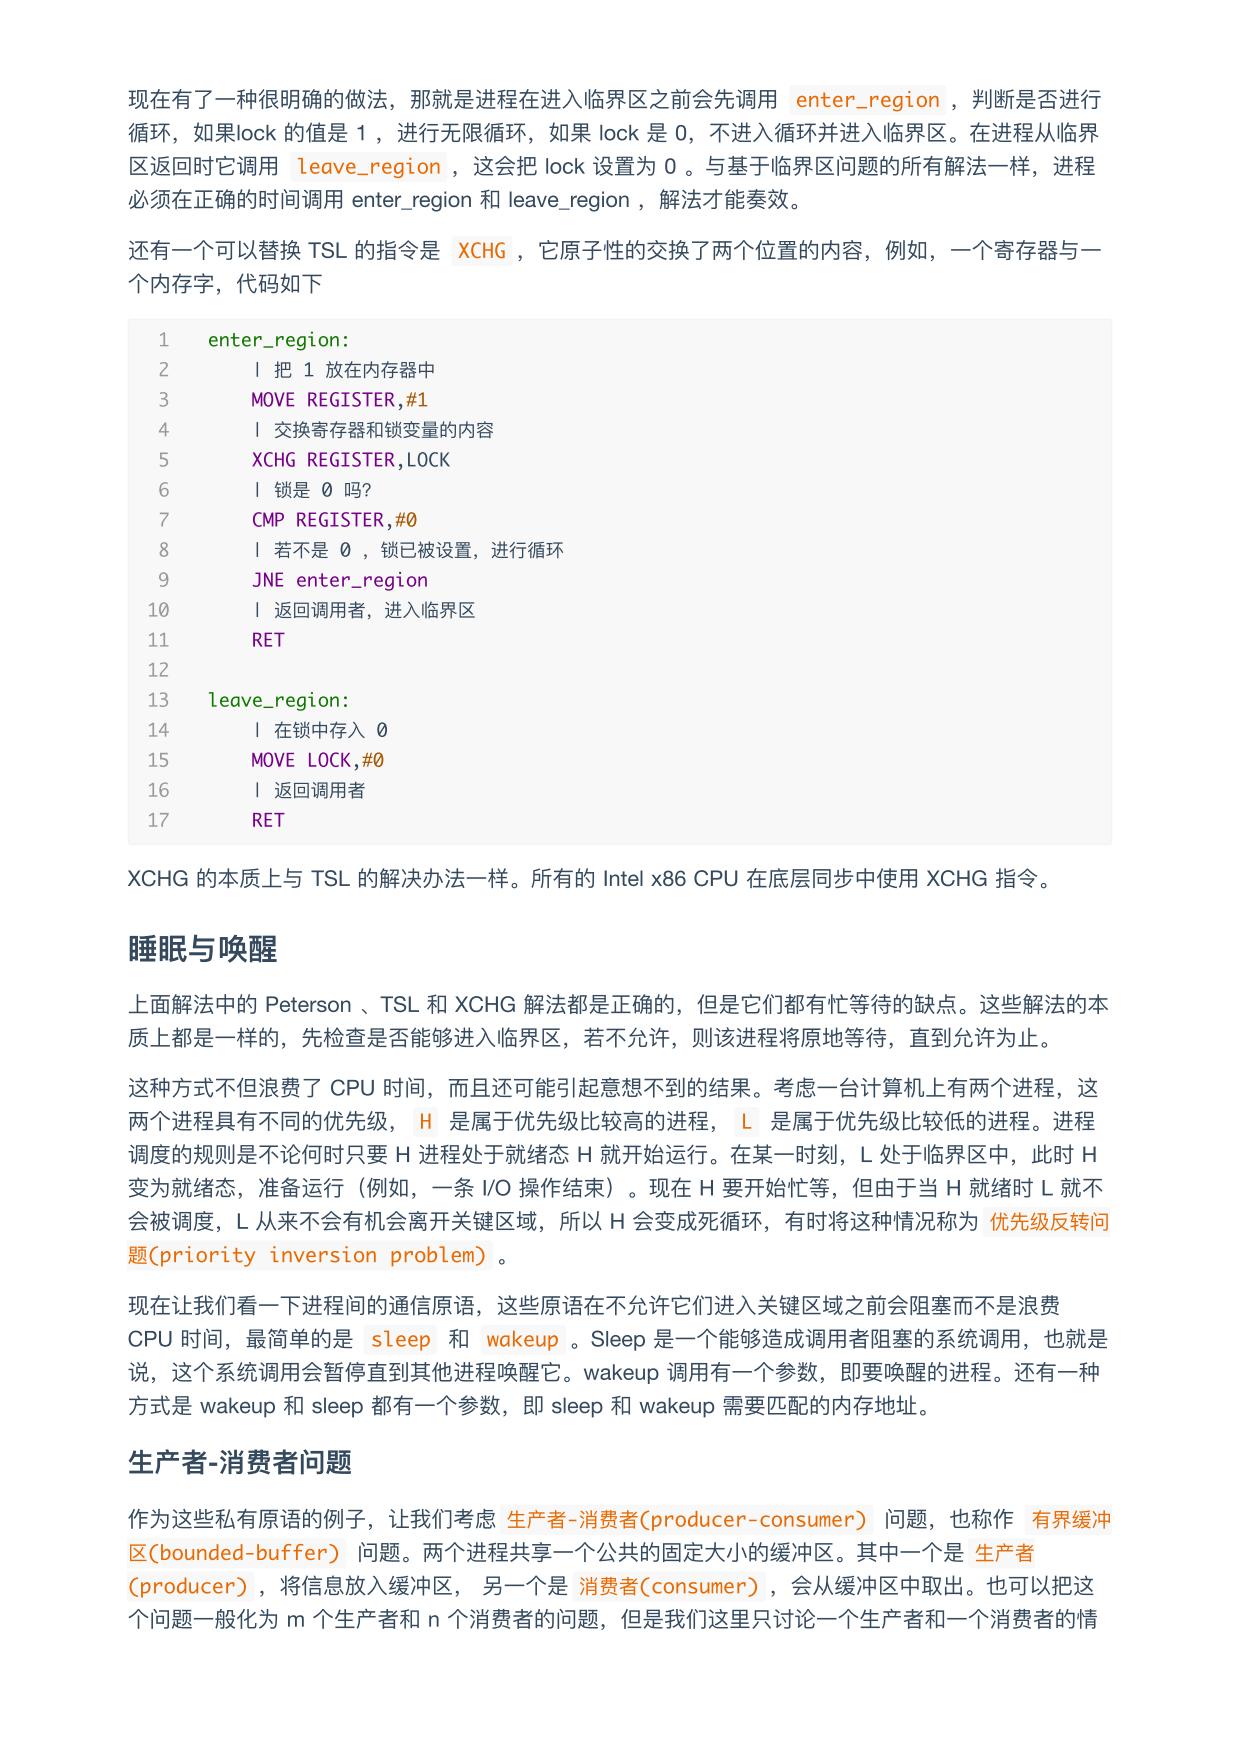 现在有了一种很明确的做法，那就是进程在进入临界区之前会先调用 enter_region ，判断是否进行
循环，如果lock 的值是 1 ，进行无限循环，如果 lock 是 0，不进入循环并进入临界区。在进程从临界
区返回时它调用 leave_region ，这会把 lock 设置为 0 。与基于临界区问题的所有解法一样，进程
必须在正确的时间调用 enter_region 和 leave_region ，解法才能奏效。
还有一个可以替换 TSL 的指令是 XCHG ，它原子性的交换了两个位置的内容，例如，一个寄存器与一
个内存字，代码如下
1 enter_region:
2 | 把 1 放在内存器中
3 MOVE REGISTER,#1
4 | 交换寄存器和锁变量的内容
5 XCHG REGISTER,LOCK
6 | 锁是 0 吗？
7 CMP REGISTER,#0
8 | 若不是 0 ，锁已被设置，进行循环
9 JNE enter_region
10 | 返回调用者，进入临界区
11 RET
12
13 leave_region:
14 | 在锁中存入 0
15 MOVE LOCK,#0
16 | 返回调用者
17 RET
XCHG 的本质上与 TSL 的解决办法一样。所有的 Intel x86 CPU 在底层同步中使用 XCHG 指令。
睡眠与唤醒
上面解法中的 Peterson 、TSL 和 XCHG 解法都是正确的，但是它们都有忙等待的缺点。这些解法的本
质上都是一样的，先检查是否能够进入临界区，若不允许，则该进程将原地等待，直到允许为止。
这种方式不但浪费了 CPU 时间，而且还可能引起意想不到的结果。考虑一台计算机上有两个进程，这
两个进程具有不同的优先级， H 是属于优先级比较高的进程， L 是属于优先级比较低的进程。进程
调度的规则是不论何时只要 H 进程处于就绪态 H 就开始运行。在某一时刻，L 处于临界区中，此时 H
变为就绪态，准备运行（例如，一条 I/O 操作结束）。现在 H 要开始忙等，但由于当 H 就绪时 L 就不
会被调度，L 从来不会有机会离开关键区域，所以 H 会变成死循环，有时将这种情况称为 优先级反转问
题(priority inversion problem) 。
现在让我们看一下进程间的通信原语，这些原语在不允许它们进入关键区域之前会阻塞而不是浪费
CPU 时间，最简单的是 sleep 和 wakeup 。Sleep 是一个能够造成调用者阻塞的系统调用，也就是
说，这个系统调用会暂停直到其他进程唤醒它。wakeup 调用有一个参数，即要唤醒的进程。还有一种
方式是 wakeup 和 sleep 都有一个参数，即 sleep 和 wakeup 需要匹配的内存地址。
生产者-消费者问题
作为这些私有原语的例子，让我们考虑 生产者-消费者(producer-consumer) 问题，也称作 有界缓冲
区(bounded-buffer) 问题。两个进程共享一个公共的固定大小的缓冲区。其中一个是 生产者
(producer) ，将信息放入缓冲区， 另一个是 消费者(consumer) ，会从缓冲区中取出。也可以把这
个问题一般化为 m 个生产者和 n 个消费者的问题，但是我们这里只讨论一个生产者和一个消费者的情